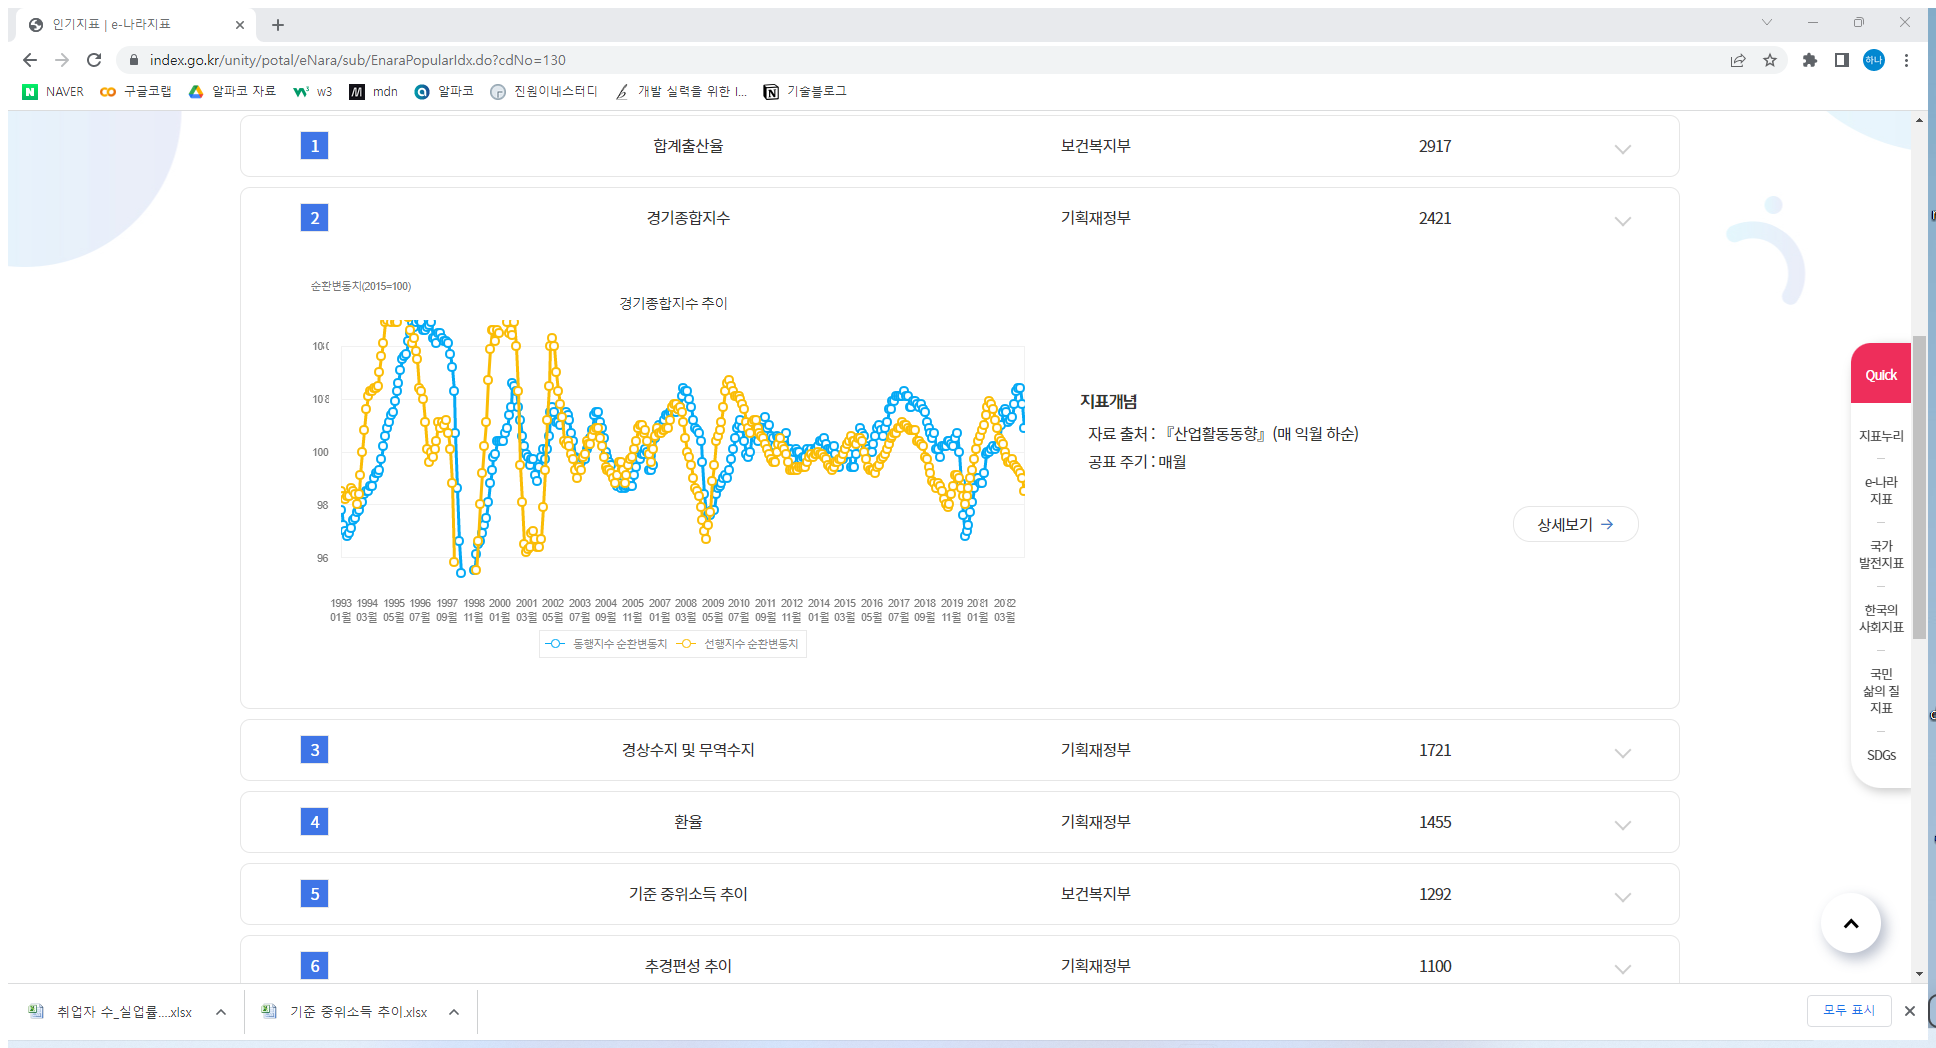 인기지표 | e-나라지표
index.go.kr/unity/potal/eNara/sub/EnaraPopularIdx.do?cdNo=130
하나
NAVER 구글코랩 알파코 자료 w3 mdn 알파코 진원이네스터디 개발 실력을 위한 I... 기술블로그
1 합계출산율 보건복지부 2917
2 경기종합지수 기획재정부 2421
순환변동치(2015=100)
경기종합지수 추이
100
98
96
1993 1994 1995 1996 1997 1998 2000 2001 2002 2003 2004 2005 2007 2008 2009 2010 2011 2012 2014 2015 2016 2017 2018 2019
01월 03월 05월 07월 09월 11월 01월 03월 05월 07월 09월 11월 01월 03월 05월 07월 09월 11월 01월 03월 05월 07월 09월 11월 01월 03월
동행지수 순환변동치 선행지수 순환변동치
지표개념
자료 출처 : 『산업활동동향』(매 익월 하순)
공표 주기 : 매월
상세보기 →
3 경상수지 및 무역수지 기획재정부 1721
4 환율 기획재정부 1455
5 기준 중위소득 추이 보건복지부 1292
6 추경편성 추이 기획재정부 1100
Quick
지표누리
e-나라
지표
국가
발전지표
한국의
사회지표
국민
삶의 질
지표
SDGs
취업자 수_실업률....xlsx 기준 중위소득 추이.xlsx 모두 표시